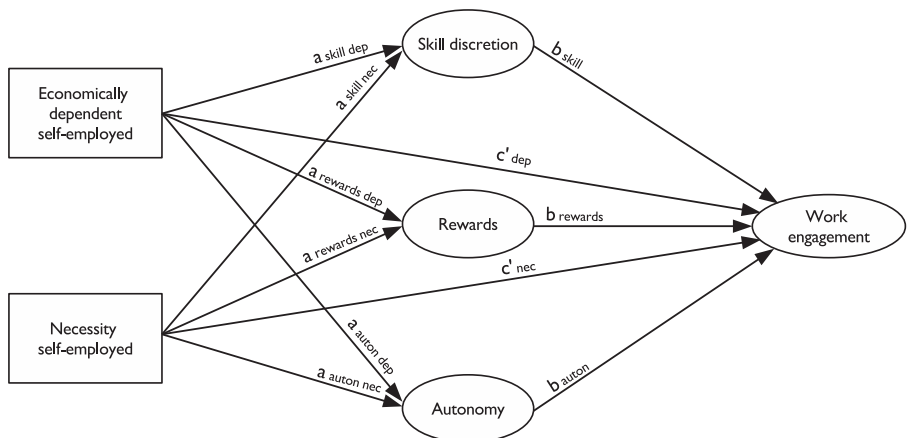 Skill discretion
a skill dep
b skill
a skill nec
Economically
dependent
self-employed
c' dep
a rewards dep
Rewards
b rewards
Work
engagement
a rewards nec
c' nec
Necessity
self-employed
a auton dep
a auton nec
b auton
Autonomy